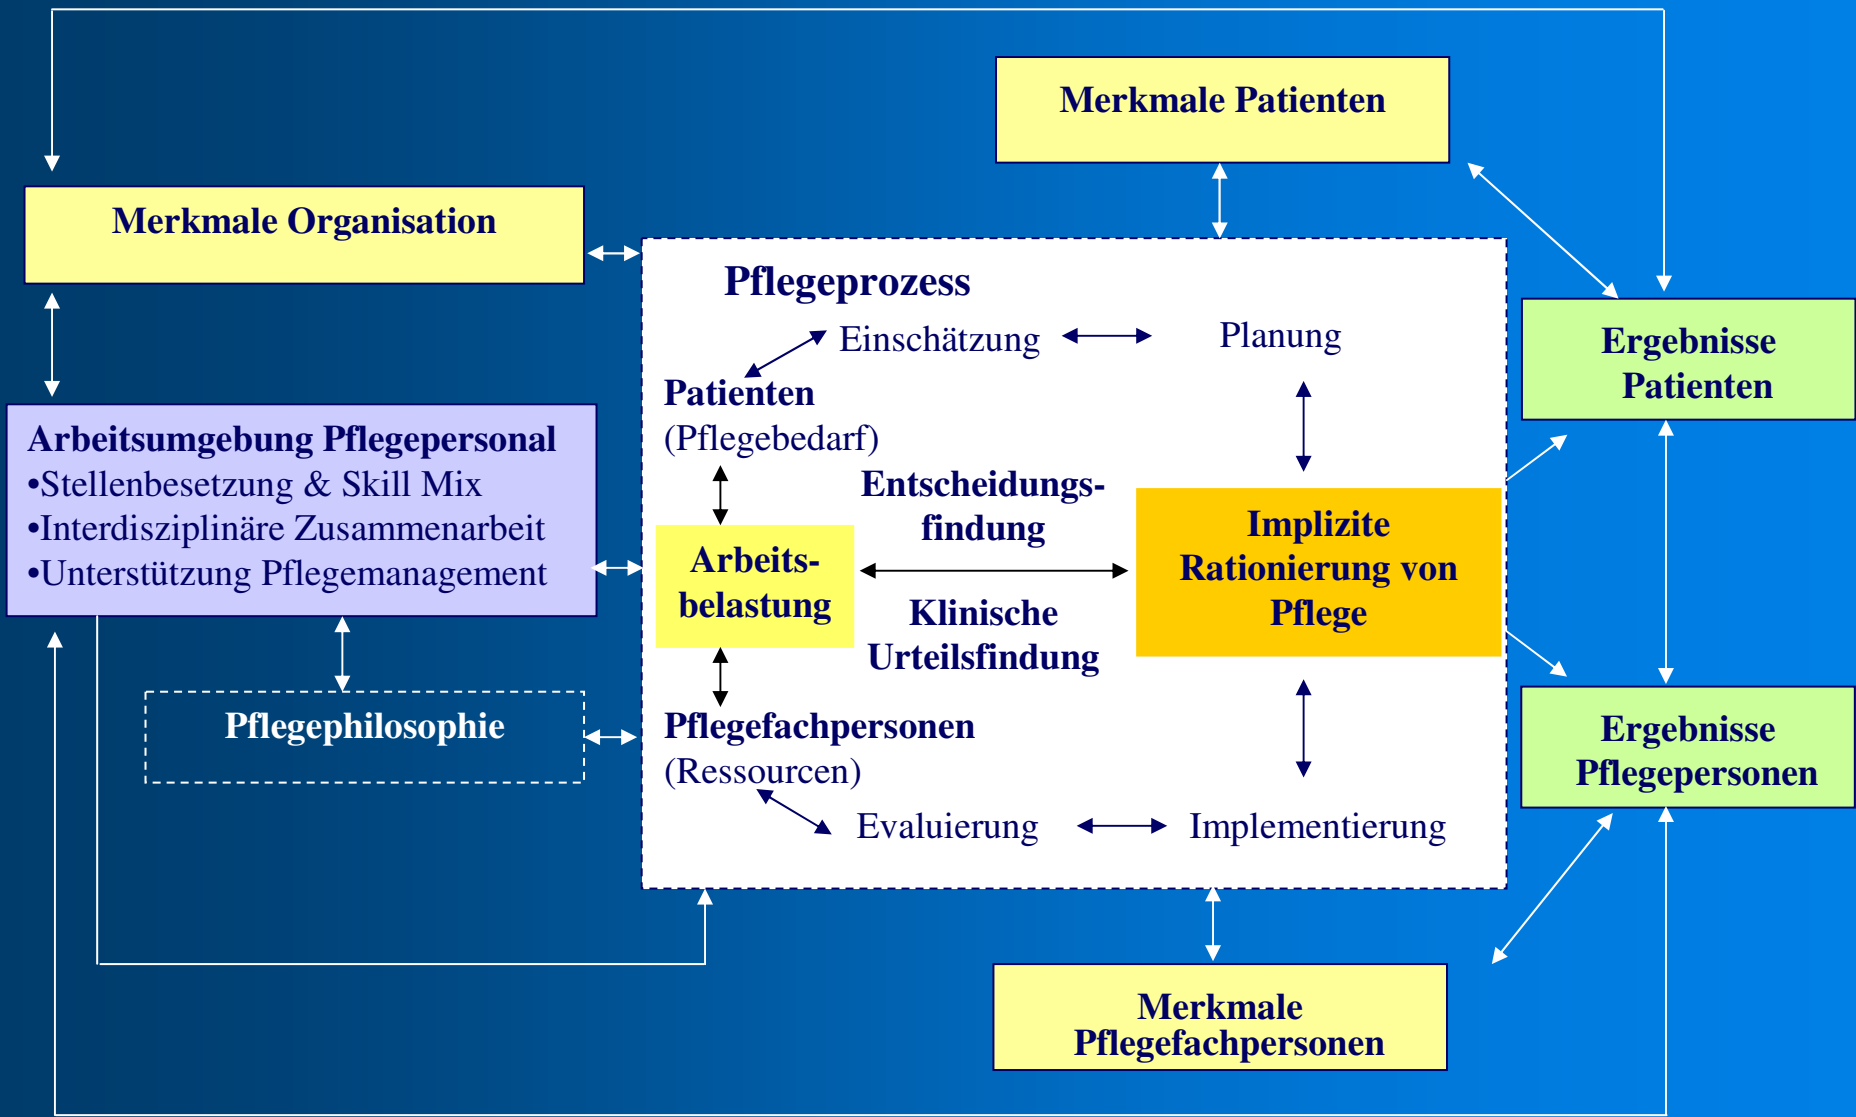 Merkmale Patienten
Merkmale Organisation
Pflegeprozess
Einschätzung
Planung
Ergebnisse
Patienten
Patienten
(Pflegebedarf)
Arbeitsumgebung Pflegepersonal
•Stellenbesetzung & Skill Mix
•Interdisziplinäre Zusammenarbeit
•Unterstützung Pflegemanagement
Entscheidungs-
findung
Arbeits-
belastung
Implizite
Rationierung von
Pflege
Klinische
Urteilsfindung
Pflegephilosophie
Pflegefachpersonen
(Ressourcen)
Ergebnisse
Pflegepersonen
Evaluierung
Implementierung
Merkmale
Pflegefachpersonen